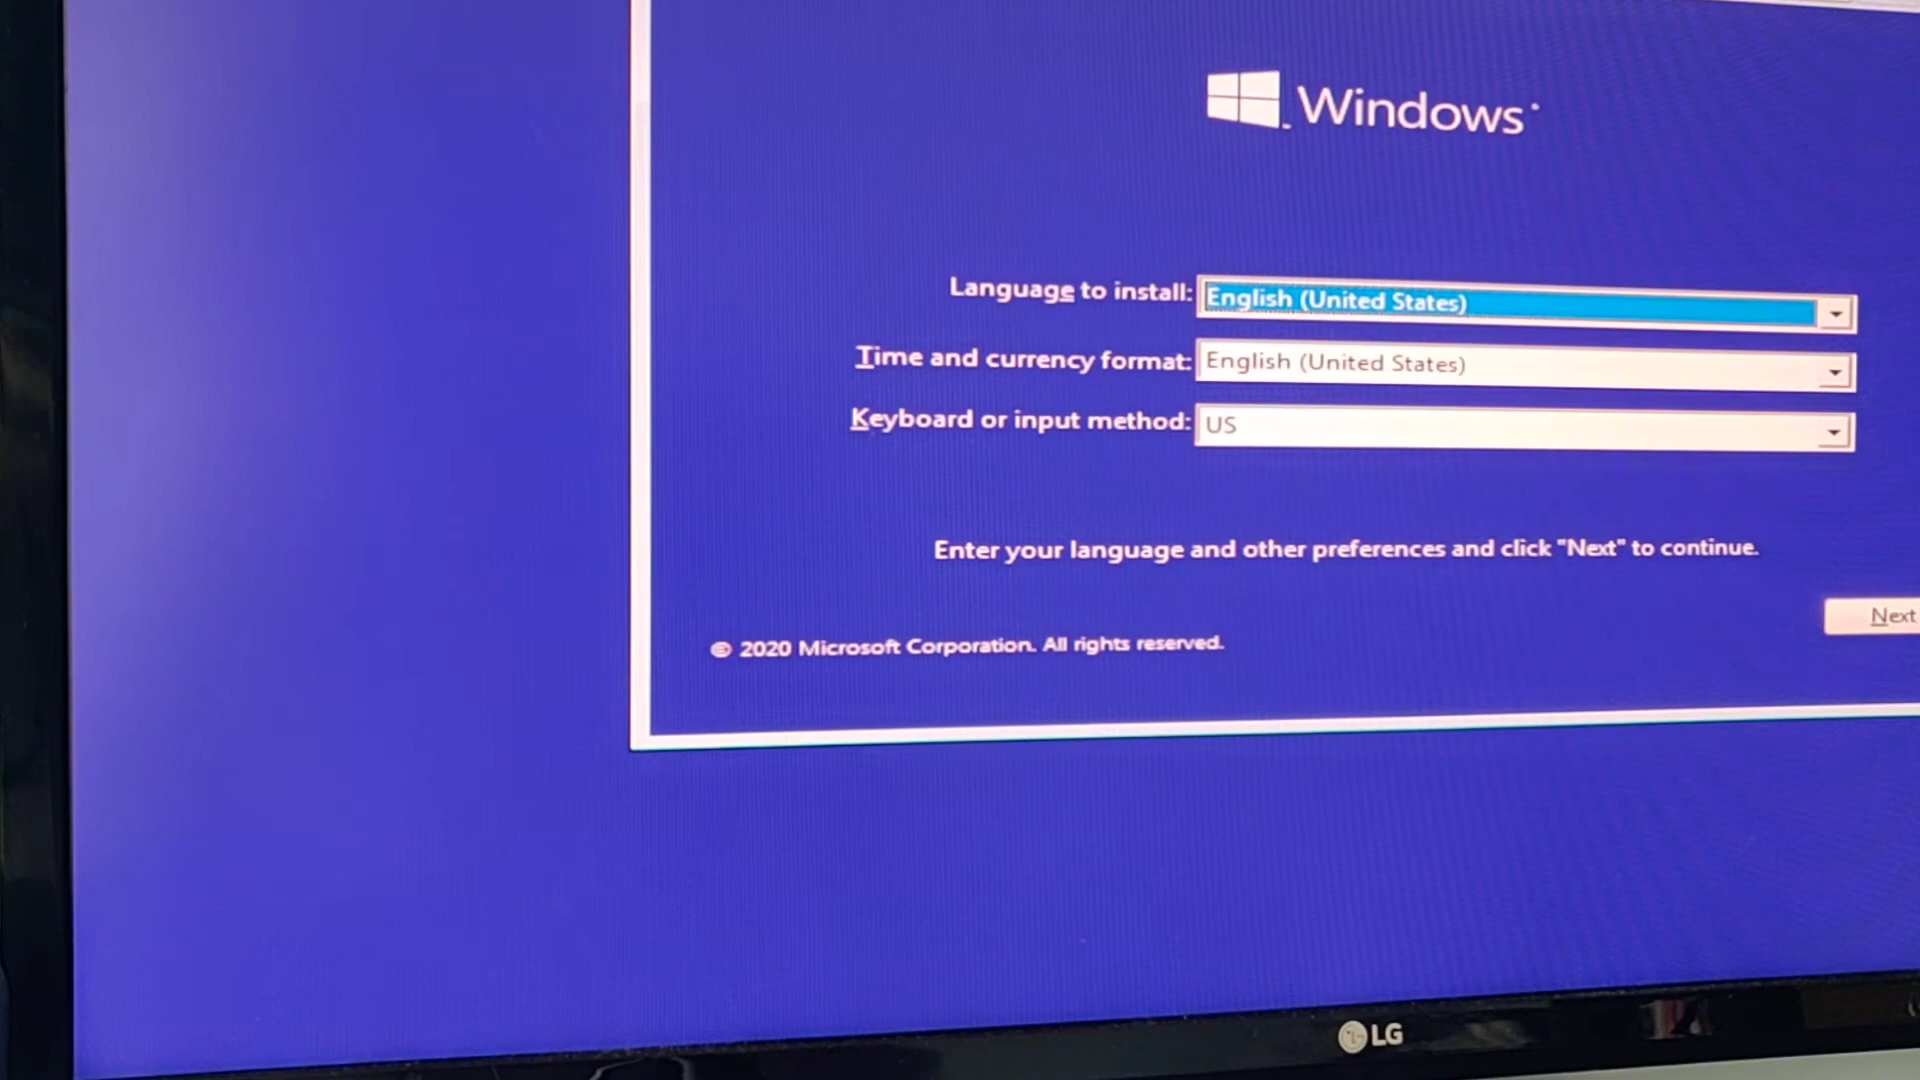 Windows
Language to install: English (United States)
Time and currency format: English (United States)
Keyboard or input method: US
Enter your language and other preferences and click "Next" to continue.
Next
© 2020 Microsoft Corporation. All rights reserved.
LG